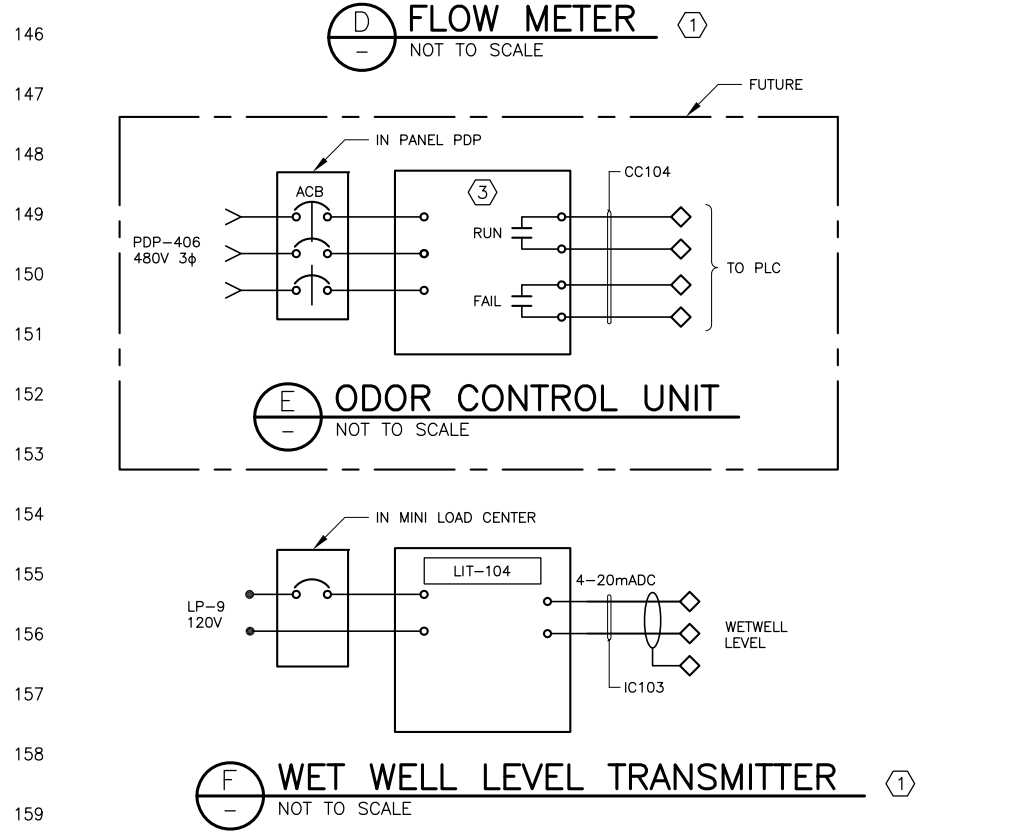 146
D
-
FLOW METER
1
NOT TO SCALE
147
FUTURE
148
IN PANEL PDP
CC104
149
ACB
3
RUN
PDP-406
480V 3ϕ
150
TO PLC
FAIL
151
152
E
-
ODOR CONTROL UNIT
NOT TO SCALE
153
154
IN MINI LOAD CENTER
155
LIT-104
4-20mADC
LP-9
120V
156
WETWELL
LEVEL
157
IC103
158
F
-
WET WELL LEVEL TRANSMITTER
1
NOT TO SCALE
159